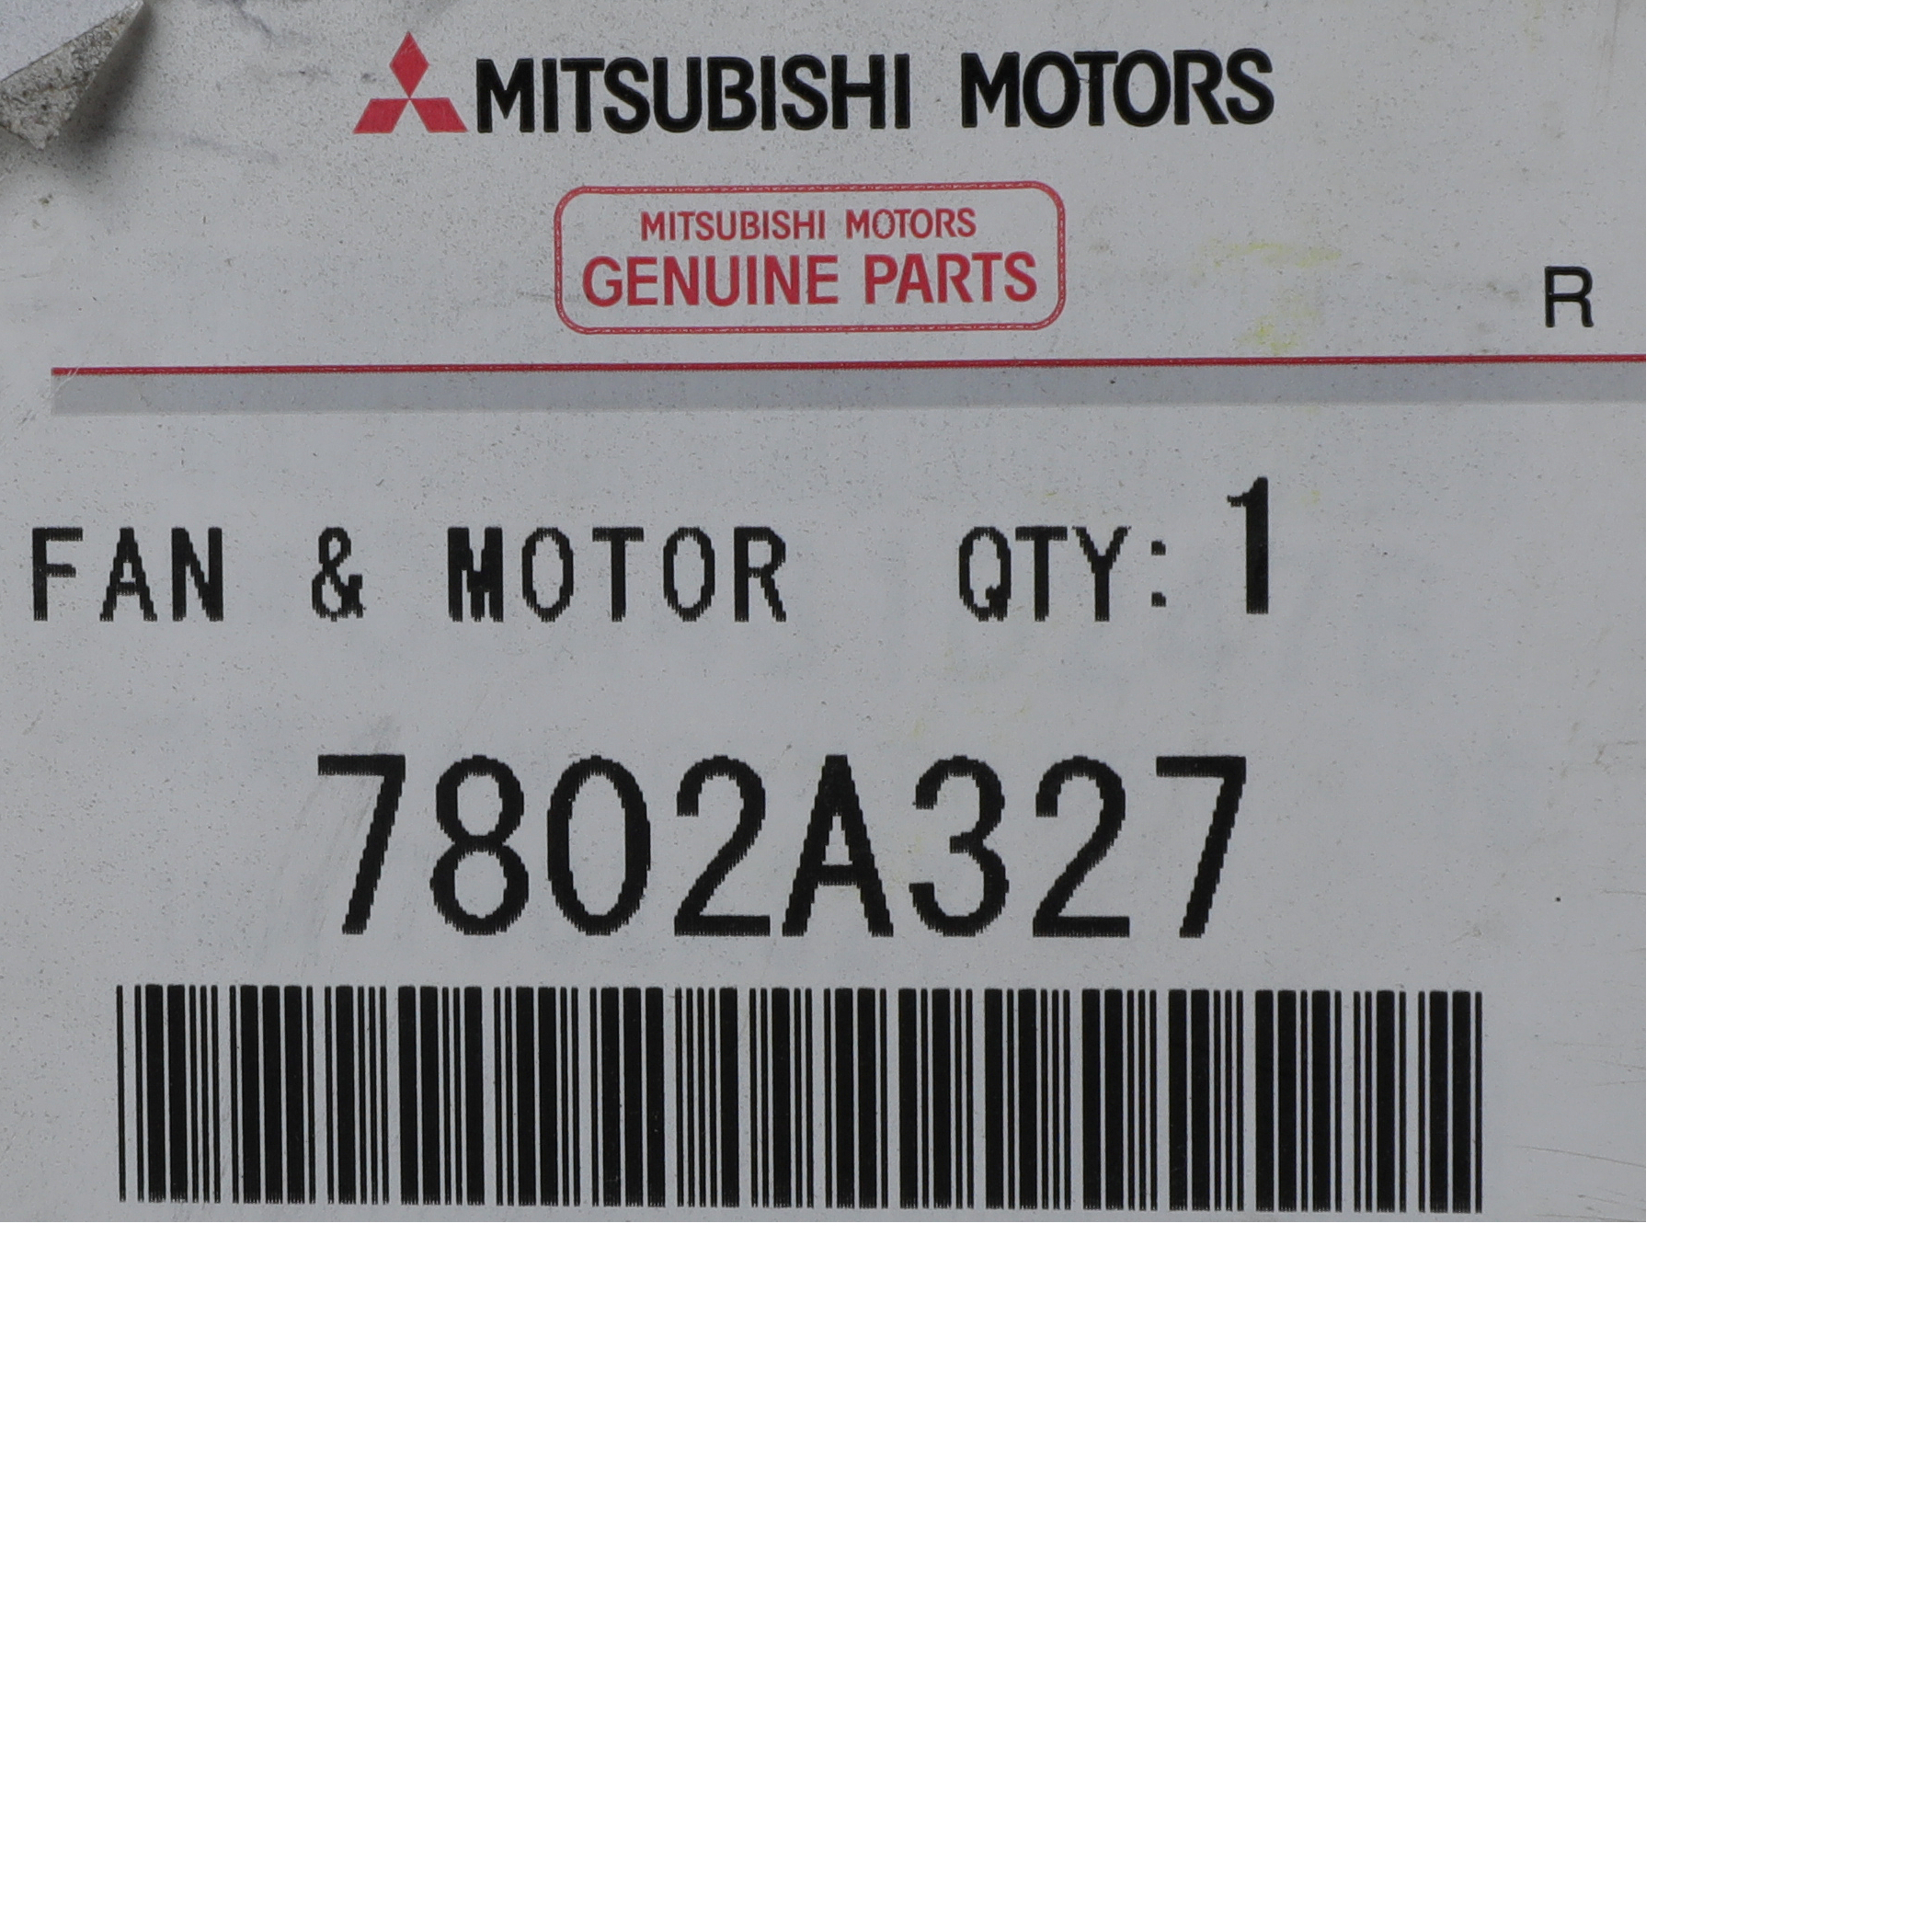 MITSUBISHI MOTORS
MITSUBISHI MOTORS
GENUINE PARTS
R
FAN & MOTOR QTY: 1
7802A327